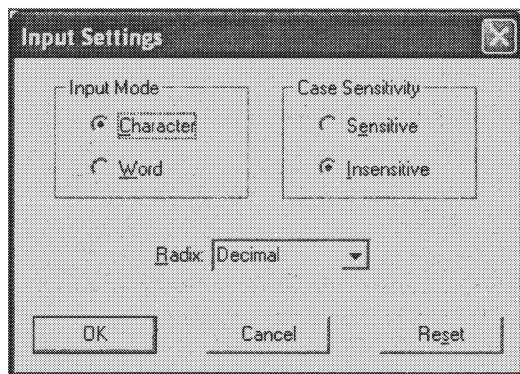 Input Settings
Input Mode
Character
Word
Case Sensitivity
Sensitive
Insensitive
Radix: Decimal
OK Cancel Reset